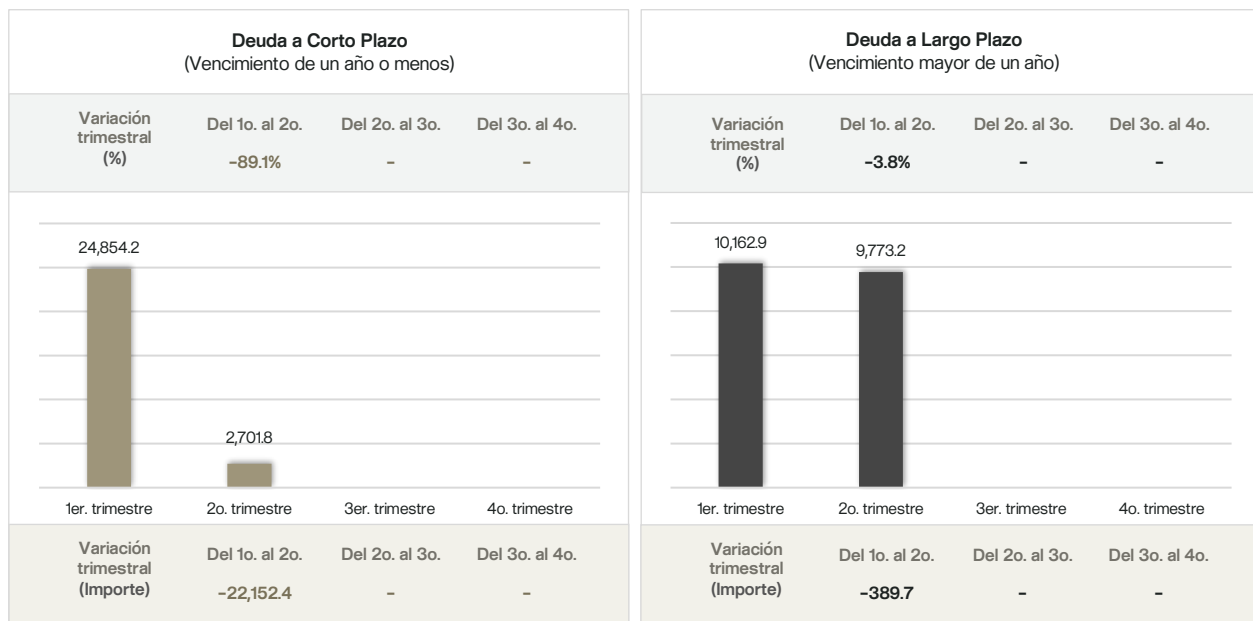 Deuda a Corto Plazo
(Vencimiento de un año o menos)
Variación
trimestral
(%)
Del 1o. al 2o.
Del 2o. al 3o.
Del 3o. al 4o.
-89.1%
-
-
24,854.2
2,701.8
1er. trimestre
2o. trimestre
3er. trimestre
4o. trimestre
Variación
trimestral
(Importe)
Del 1o. al 2o.
Del 2o. al 3o.
Del 3o. al 4o.
-22,152.4
-
-
Deuda a Largo Plazo
(Vencimiento mayor de un año)
Variación
trimestral
(%)
Del 1o. al 2o.
Del 2o. al 3o.
Del 3o. al 4o.
-3.8%
-
-
10,162.9
9,773.2
1er. trimestre
2o. trimestre
3er. trimestre
4o. trimestre
Variación
trimestral
(Importe)
Del 1o. al 2o.
Del 2o. al 3o.
Del 3o. al 4o.
-389.7
-
-